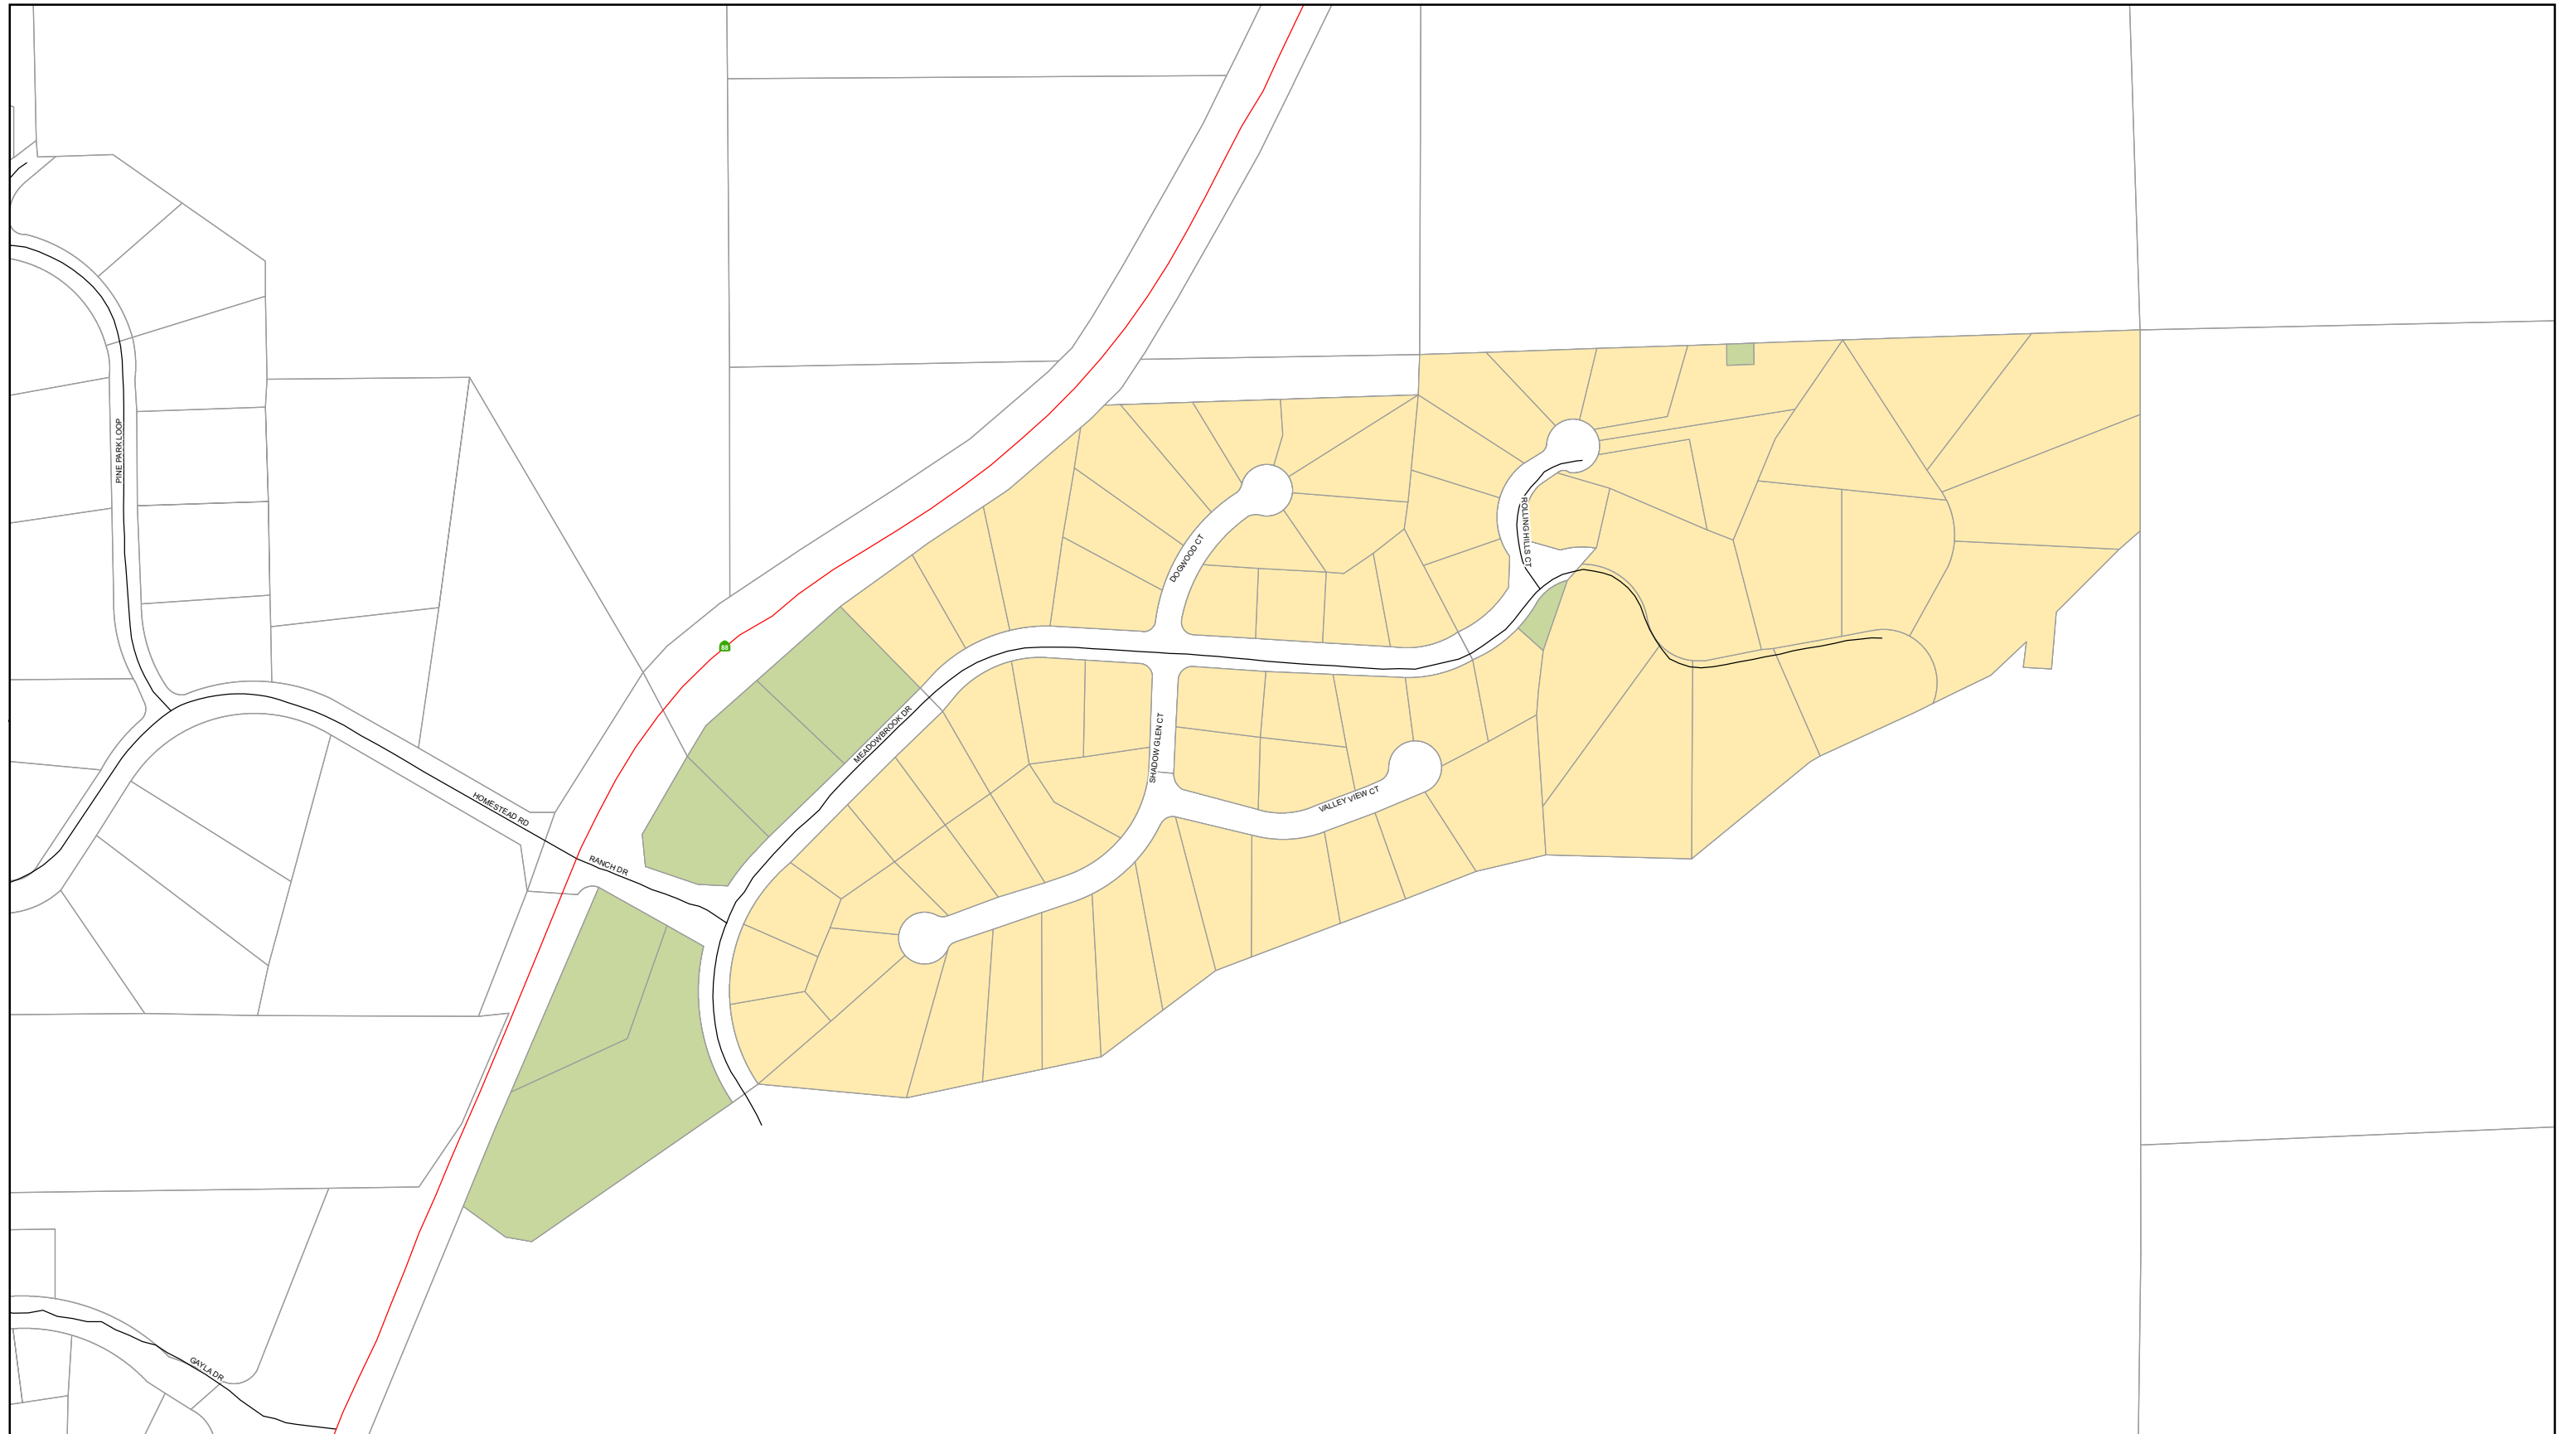 PINE PARK LOOP
DOGWOOD CT
ROLLING HILLS CT
88
MEADOWBROOK DR
SHADOW GLEN CT
HOMESTEAD RD
VALLEY VIEW CT
RANCH DR
GAYLA DR